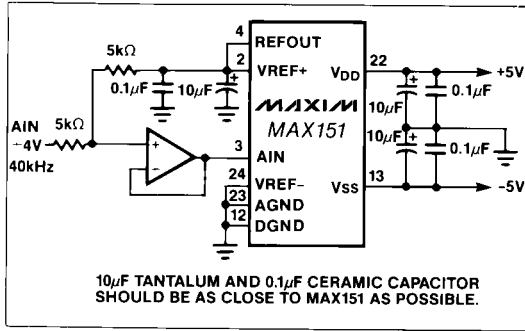 4
REFOUT
5kΩ
2
VREF+
0.1µF
10µF
+
VDD
22
+5V
+
0.1µF
10µF
MAXIM
MAX151
10µF
+
0.1µF
AIN
−4V
40kHz
5kΩ
+
−
3
AIN
24
VREF−
23
AGND
12
DGND
VSS
13
−5V
10µF TANTALUM AND 0.1µF CERAMIC CAPACITOR
SHOULD BE AS CLOSE TO MAX151 AS POSSIBLE.